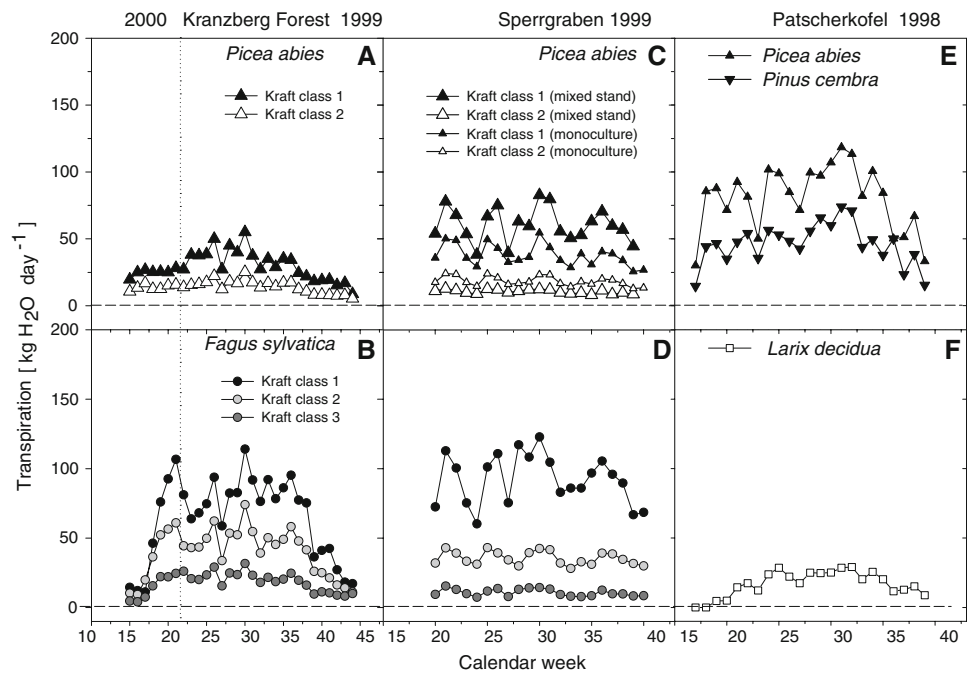 2000 Kranzberg Forest 1999
Sperrgraben 1999
Patscherkofel 1998
Transpiration [ kg H2O day-1]
200
150
100
50
0
Picea abies
A
Kraft class 1
Kraft class 2
Picea abies
C
Kraft class 1 (mixed stand)
Kraft class 2 (mixed stand)
Kraft class 1 (monoculture)
Kraft class 2 (monoculture)
E
Picea abies
Pinus cembra
200
150
100
50
0
Fagus sylvatica
B
Kraft class 1
Kraft class 2
Kraft class 3
D
F
Larix decidua
10 15 20 25 30 35 40 45
15 20 25 30 35 40
15 20 25 30 35 40
Calendar week